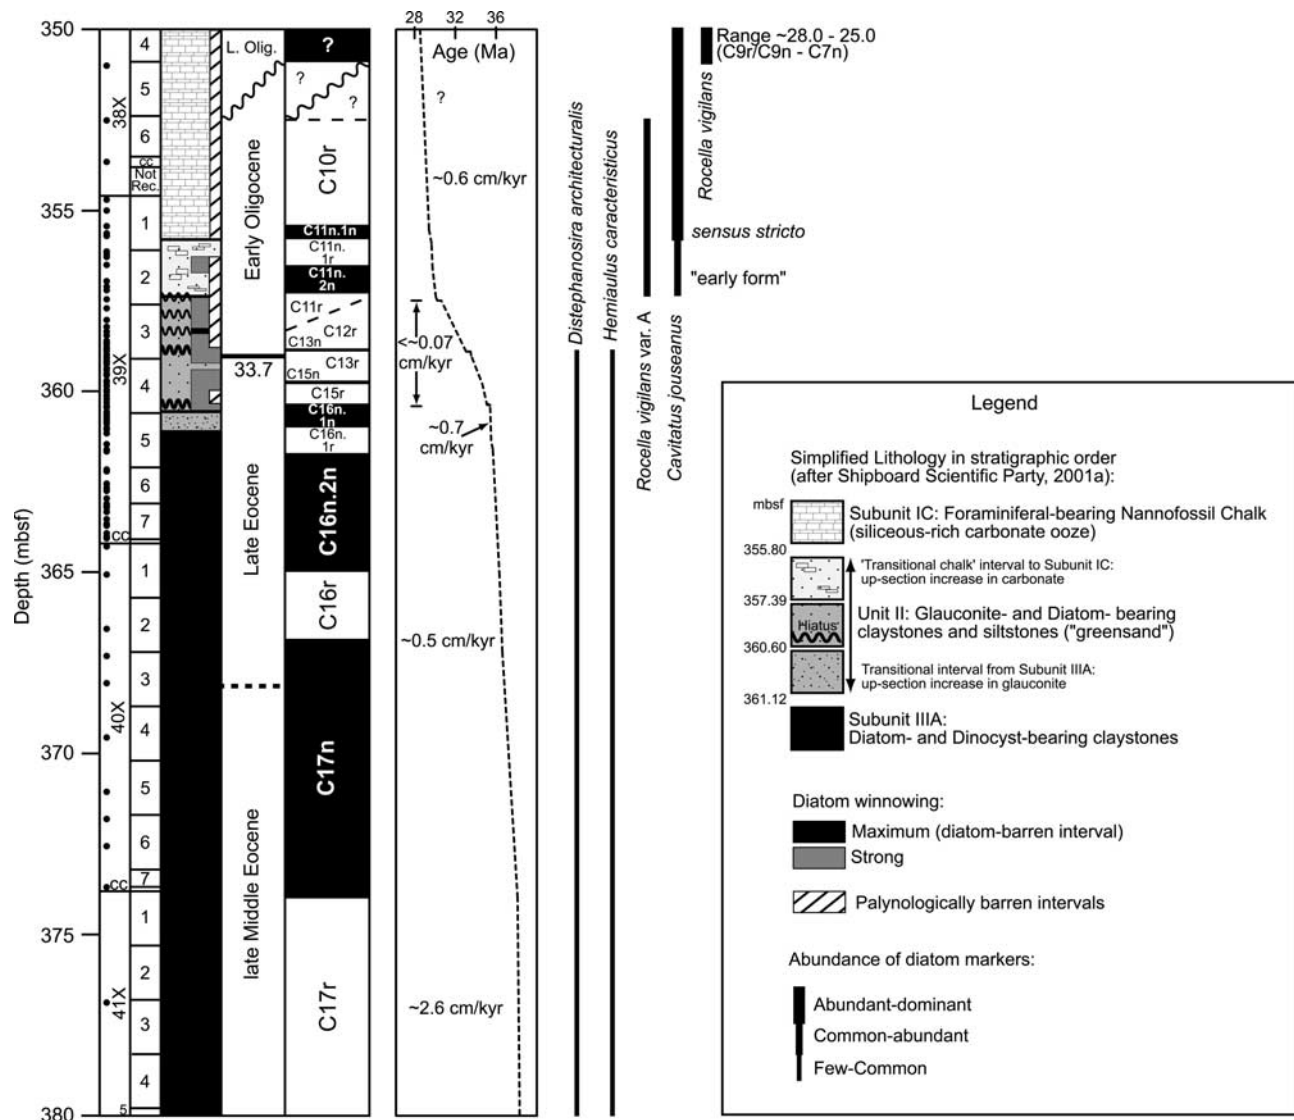 28 32 36
Age (Ma)
Depth (mbsf)
350
355
360
365
370
375
380
38X
39X
40X
41X
4
5
6
cc
Not
Rec.
1
2
3
4
5
6
7
cc
1
2
3
4
5
6
7
cc
1
2
3
4
5
L. Olig.
Early Oligocene
33.7
Late Eocene
late Middle Eocene
?
?
?
C10r
C11n.1n
C11n.
1r
C11n.
2n
C11r
C12r
C13n
C13r
C15n
C15r
C16n.
1n
C16n.
1r
C16n.2n
C16r
C17n
C17r
?
~0.6 cm/kyr
<~0.07
cm/kyr
~0.7
cm/kyr
~0.5 cm/kyr
~2.6 cm/kyr
Distephanosira architecturalis
Hemiaulus caracteristicus
Rocella vigilans var. A
Cavitatus jouseanus
Rocella vigilans
Range ~28.0 - 25.0
(C9r/C9n - C7n)
sensus stricto
"early form"
Legend
Simplified Lithology in stratigraphic order
(after Shipboard Scientific Party, 2001a):
mbsf
Subunit IC: Foraminiferal-bearing Nannofossil Chalk
(siliceous-rich carbonate ooze)
355.80
'Transitional chalk' interval to Subunit IC:
up-section increase in carbonate
357.39
Hiatus
Unit II: Glauconite- and Diatom- bearing
claystones and siltstones ("greensand")
360.60
Transitional interval from Subunit IIIA:
up-section increase in glauconite
361.12
Subunit IIIA:
Diatom- and Dinocyst-bearing claystones
Diatom winnowing:
Maximum (diatom-barren interval)
Strong
Palynologically barren intervals
Abundance of diatom markers:
Abundant-dominant
Common-abundant
Few-Common